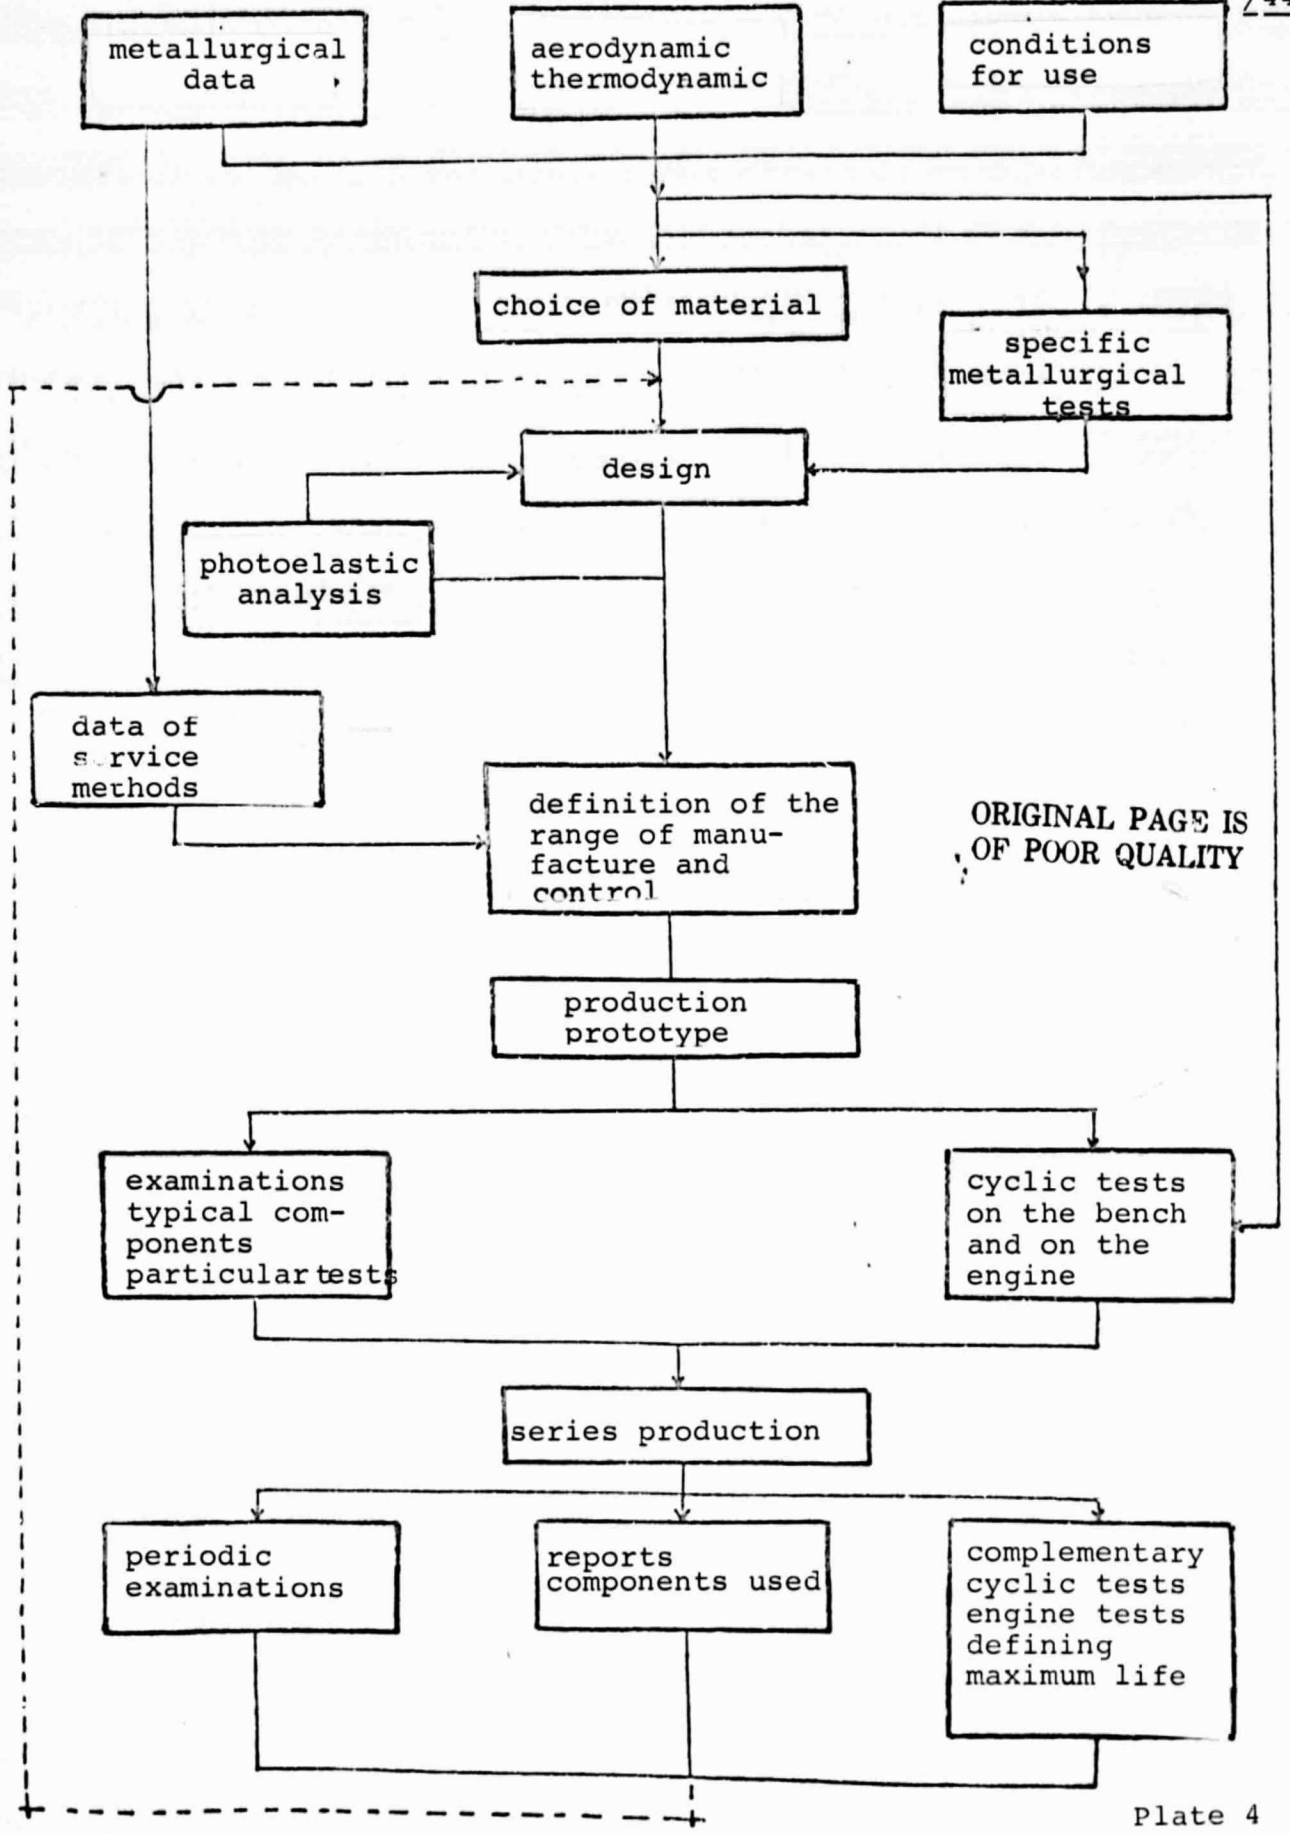 metallurgical
data
aerodynamic
thermodynamic
conditions
for use
choice of material
specific
metallurgical
tests
design
photoelastic
analysis
data of
service
methods
definition of the
range of manu-
facture and
control
ORIGINAL PAGE IS
OF POOR QUALITY
production
prototype
examinations
typical com-
ponents
particular tests
cyclic tests
on the bench
and on the
engine
series production
periodic
examinations
reports
components used
complementary
cyclic tests
engine tests
defining
maximum life
Plate 4